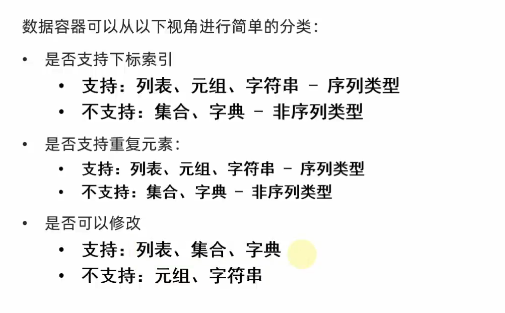 数据容器可以从以下视角进行简单的分类：
• 是否支持下标索引
• 支持：列表、元组、字符串 - 序列类型
• 不支持：集合、字典 - 非序列类型
• 是否支持重复元素：
• 支持：列表、元组、字符串 - 序列类型
• 不支持：集合、字典 - 非序列类型
• 是否可以修改
• 支持：列表、集合、字典
• 不支持：元组、字符串